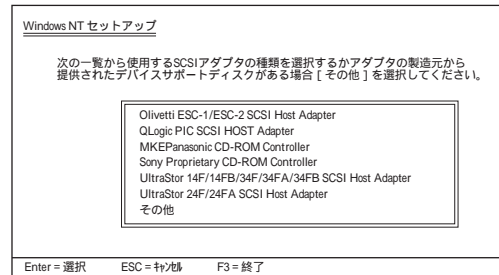 Windows NT セットアップ
次の一覧から使用するSCSIアダプタの種類を選択するかアダプタの製造元から
提供されたデバイスサポートディスクがある場合［その他］を選択してください。
Olivetti ESC-1/ESC-2 SCSI Host Adapter
QLogic PIC SCSI HOST Adapter
MKEPanasonic CD-ROM Controller
Sony Proprietary CD-ROM Controller
UltraStor 14F/14FB/34F/34FA/34FB SCSI Host Adapter
UltraStor 24F/24FA SCSI Host Adapter
その他
Enter = 選択 ESC = ｷｬﾝｾﾙ F3 = 終了